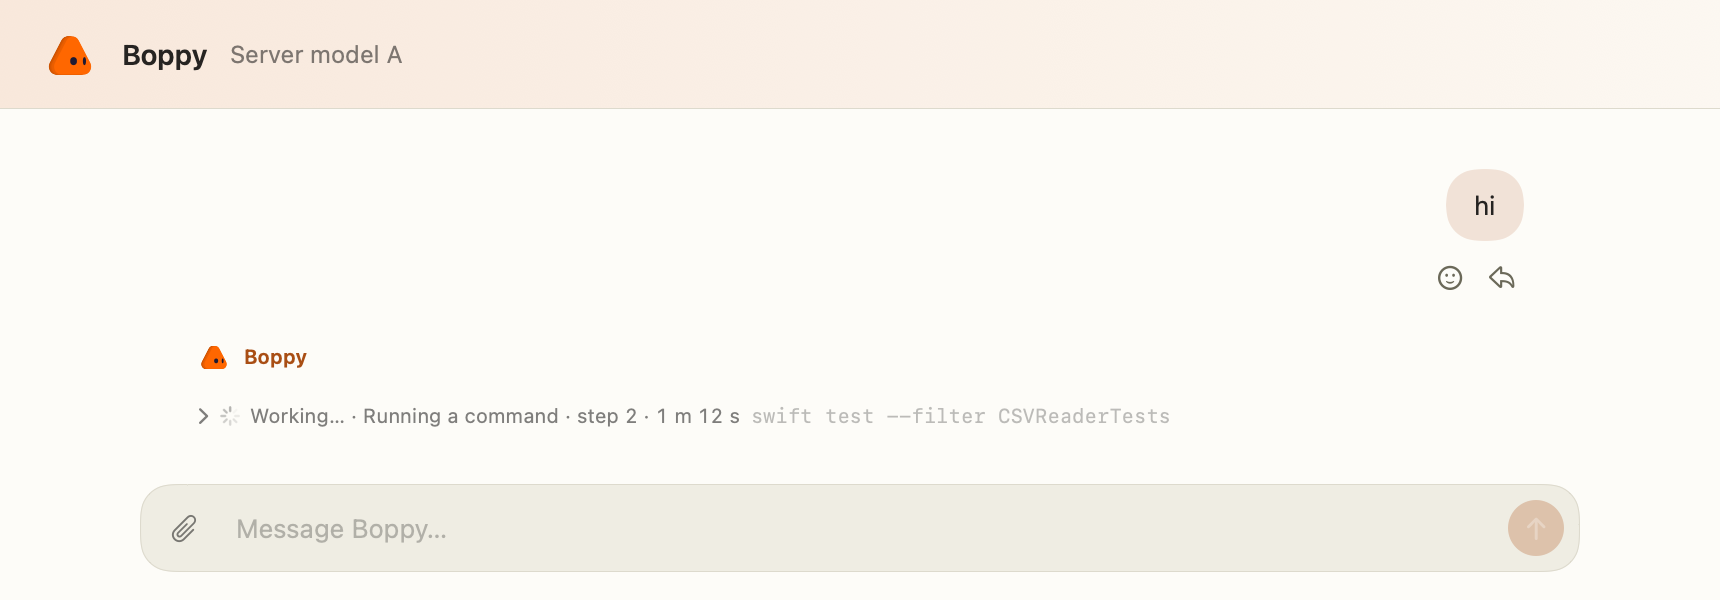 Boppy Server model A
hi
Boppy
Working... · Running a command · step 2 · 1 m 12 s swift test --filter CSVReaderTests
Message Boppy...